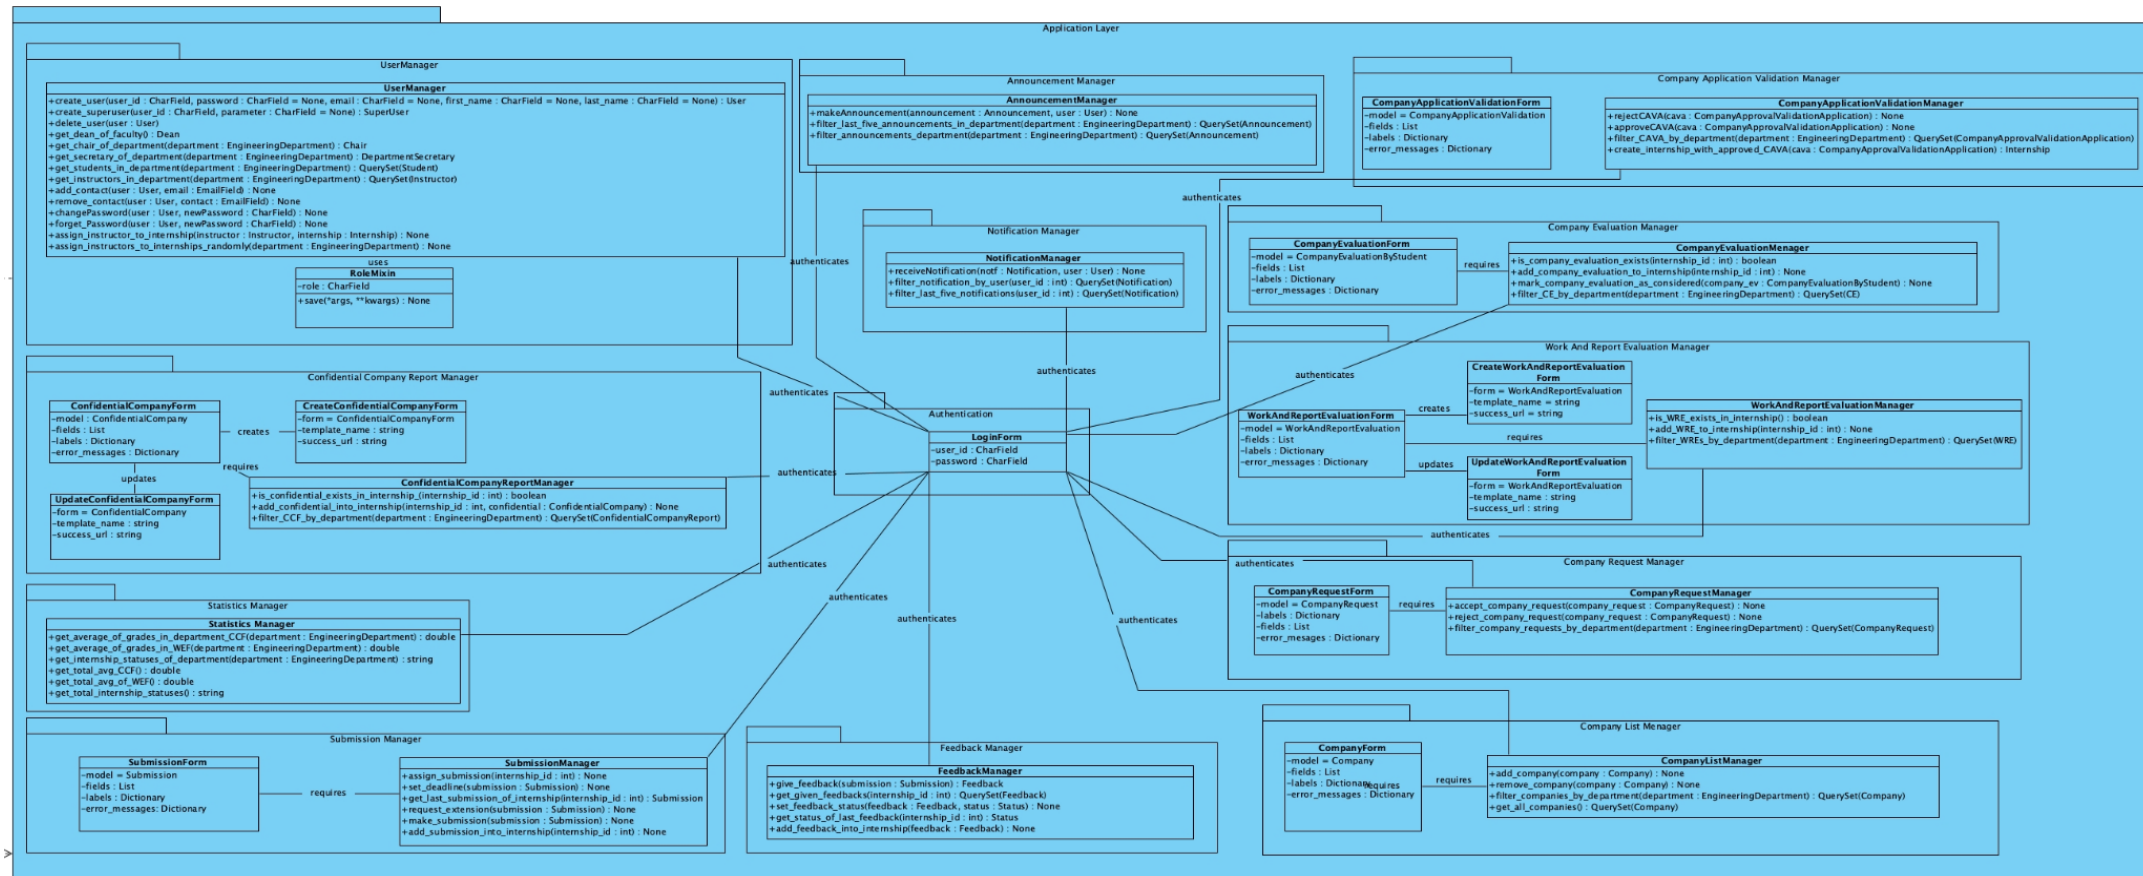 Application Layer
UserManager
UserManager
+create_user(user_id : CharField, password : CharField = None, email : CharField = None, first_name : CharField = None, last_name : CharField = None) : User
+create_superuser(user_id : CharField, parameter : CharField = None) : SuperUser
+delete_user(user : User)
+get_dean_of_faculty() : Dean
+get_chair_of_department(department : EngineeringDepartment) : Chair
+get_secretary_of_department(department : EngineeringDepartment) : DepartmentSecretary
+get_students_in_department(department : EngineeringDepartment) : QuerySet(Student)
+get_instructors_in_department(department : EngineeringDepartment) : QuerySet(Instructor)
+add_contact(user : User, email : EmailField) : None
+remove_contact(user : User, contact : EmailField) : None
+changePassword(user : User, newPassword : CharField) : None
+forget_Password(user : User, newPassword : CharField) : None
+assign_instructor_to_internship(instructor : Instructor, internship : Internship) : None
+assign_instructors_to_internships_randomly(department : EngineeringDepartment) : None
uses
RoleMixin
-role : CharField
+save(*args, **kwargs) : None
Announcement Manager
AnnouncementManager
+makeAnnouncement(announcement : Announcement, user : User) : None
+filter_last_five_announcements_in_department(department : EngineeringDepartment) : QuerySet(Announcement)
+filter_announcements_department(department : EngineeringDepartment) : QuerySet(Announcement)
Company Application Validation Manager
CompanyApplicationValidationForm
-model = CompanyApplicationValidation
-fields : List
-labels : Dictionary
-error_messages : Dictionary
CompanyApplicationValidationManager
+rejectCAVA(cava : CompanyApprovalValidationApplication) : None
+approveCAVA(cava : CompanyApprovalValidationApplication) : None
+filter_CAVA_by_department(department : EngineeringDepartment) : QuerySet(CompanyApprovalValidationApplication)
+create_internship_with_approved_CAVA(cava : CompanyApprovalValidationApplication) : Internship
authenticates
authenticates
Notification Manager
NotificationManager
+receiveNotification(notf : Notification, user : User) : None
+filter_notification_by_user(user_id : int) : QuerySet(Notification)
+filter_last_five_notifications(user_id : int) : QuerySet(Notification)
authenticates
Company Evaluation Manager
CompanyEvaluationForm
-model = CompanyEvaluationByStudent
-fields : List
-labels : Dictionary
-error_messages : Dictionary
requires
CompanyEvaluationMenager
+is_company_evaluation_exists(internship_id : int) : boolean
+add_company_evaluation_to_internship(internship_id : int) : None
+mark_company_evaluation_as_considered(company_ev : CompanyEvaluationByStudent) : None
+filter_CE_by_department(department : EngineeringDepartment) : QuerySet(CE)
authenticates
Work And Report Evaluation Manager
CreateWorkAndReportEvaluation
Form
-form = WorkAndReportEvaluation
-template_name = string
-success_url = string
creates
WorkAndReportEvaluationForm
-model = WorkAndReportEvaluation
-fields : List
-labels : Dictionary
-error_messages : Dictionary
requires
WorkAndReportEvaluationManager
+is_WRE_exists_in_internship() : boolean
+add_WRE_to_internship(internship_id : int) : None
+filter_WREs_by_department(department : EngineeringDepartment) : QuerySet(WRE)
updates
UpdateWorkAndReportEvaluation
Form
-form = WorkAndReportEvaluation
-template_name : string
-success_url : string
authenticates
Confidential Company Report Manager
ConfidentialCompanyForm
-model : ConfidentialCompany
-fields : List
-labels : Dictionary
-error_messages : Dictionary
creates
CreateConfidentialCompanyForm
-form = ConfidentialCompanyForm
-template_name : string
-success_url : string
updates
requires
UpdateConfidentialCompanyForm
-form = ConfidentialCompany
-template_name : string
-success_url : string
ConfidentialCompanyReportManager
+is_confidential_exists_in_internship_(internship_id : int) : boolean
+add_confidential_into_internship(internship_id : int, confidential : ConfidentialCompany) : None
+filter_CCF_by_department(department : EngineeringDepartment) : QuerySet(ConfidentialCompanyReport)
authenticates
authenticates
Authentication
LoginForm
-user_id : CharField
-password : CharField
authenticates
authenticates
authenticates
authenticates
authenticates
Company Request Manager
CompanyRequestForm
-model = CompanyRequest
-labels : Dictionary
-fields : List
-error_mesages : Dictionary
requires
CompanyRequestManager
+accept_company_request(company_request : CompanyRequest) : None
+reject_company_request(company_request : CompanyRequest) : None
+filter_company_requests_by_department(department : EngineeringDepartment) : QuerySet(CompanyRequest)
Statistics Manager
Statistics Manager
+get_average_of_grades_in_department_CCF(department : EngineeringDepartment) : double
+get_average_of_grades_in_WEF(department : EngineeringDepartment) : double
+get_internship_statuses_of_department(department : EngineeringDepartment) : string
+get_total_avg_CCF() : double
+get_total_avg_of_WEF() : double
+get_total_internship_statuses() : string
Submission Manager
SubmissionForm
-model = Submission
-fields : List
-labels : Dictionary
-error_messages: Dictionary
requires
SubmissionManager
+assign_submission(internship_id : int) : None
+set_deadline(submission : Submission) : None
+get_last_submission_of_internship(internship_id : int) : Submission
+request_extension(submission : Submission) : None
+make_submission(submission : Submission) : None
+add_submission_into_internship(internship_id : int) : None
Feedback Manager
FeedbackManager
+give_feedback(submission : Submission) : Feedback
+get_given_feedbacks(internship_id : int) : QuerySet(Feedback)
+set_feedback_status(feedback : Feedback, status : Status) : None
+get_status_of_last_feedback(internship_id : int) : Status
+add_feedback_into_internship(feedback : Feedback) : None
Company List Menager
CompanyForm
-model = Company
-fields : List
-labels : Dictionary
requires
-error_messages : Dictionary
requires
CompanyListManager
+add_company(company : Company) : None
+remove_company(company : Company) : None
+filter_companies_by_department(department : EngineeringDepartment) : QuerySet(Company)
+get_all_companies() : QuerySet(Company)